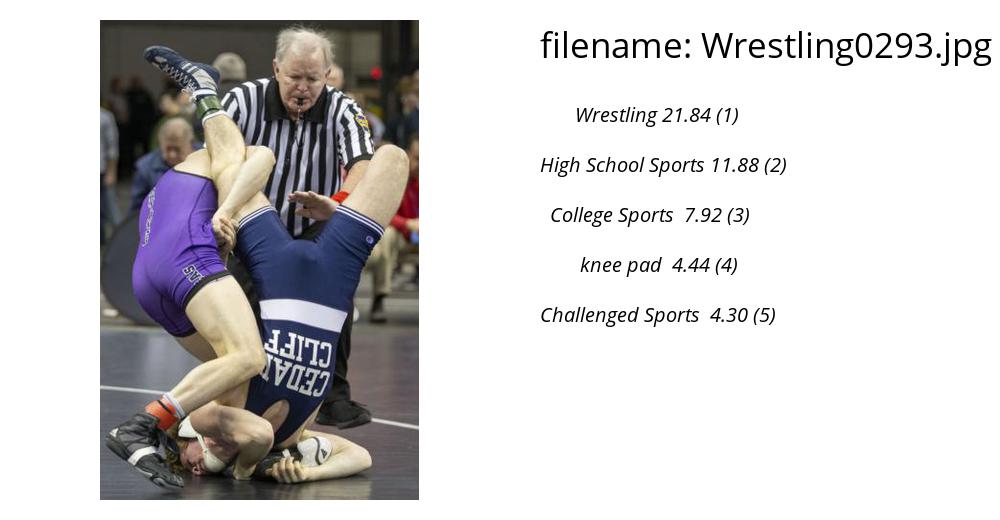 filename: Wrestling0293.jpg
Wrestling 21.84 (1)
High School Sports 11.88 (2)
College Sports 7.92 (3)
knee pad 4.44 (4)
Challenged Sports 4.30 (5)
CEDAR
CLIFF